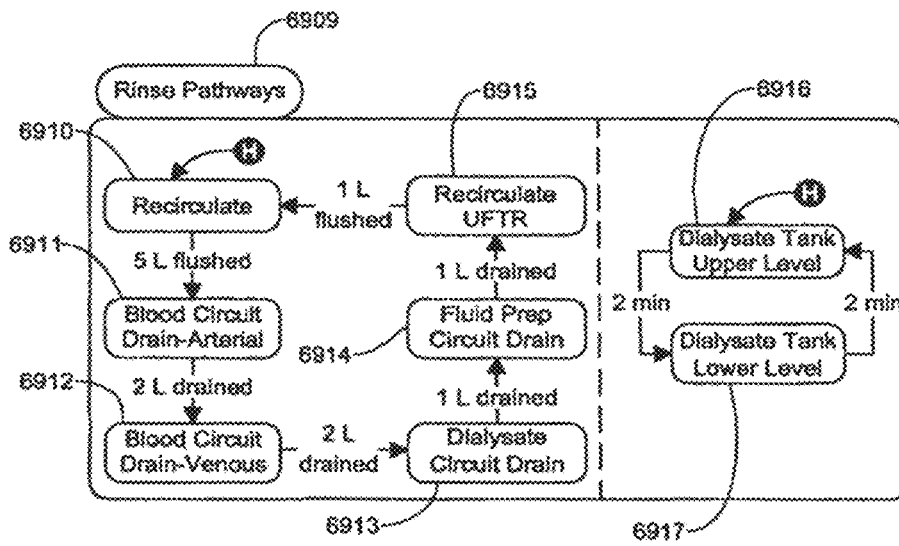 6909
Rinse Pathways
6915
6916
6910
H
1 L
flushed
Recirculate
Recirculate
UFTR
H
6911
Dialysate Tank
Upper Level
5 L flushed
1 L drained
2 min
2 min
Blood Circuit
Drain-Arterial
Fluid Prep
Circuit Drain
6914
Dialysate Tank
Lower Level
6912
2 L drained
1 L drained
Blood Circuit
Drain-Venous
2 L
drained
Dialysate
Circuit Drain
6913
6917